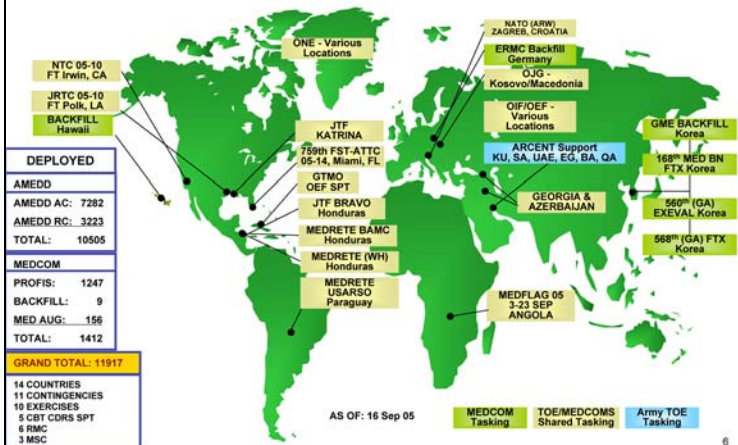 NATO (ARW)
ZAGREB, CROATIA
ONE - Various
Locations
ERMC Backfill
Germany
NTC 05-10
FT Irwin, CA
OJG -
Kosovo/Macedonia
JRTC 05-10
FT Polk, LA
OIF/OEF -
Various
Locations
BACKFILL
Hawaii
JTF
KATRINA
GME BACKFILL
Korea
759th FST-ATTC
05-14, Miami, FL
ARCENT Support
KU, SA, UAE, EG, BA, QA
168th MED BN
FTX Korea
GTMO
OEF SPT
GEORGIA &
AZERBAIJAN
560th (GA)
EXEVAL Korea
JTF BRAVO
Honduras
MEDRETE BAMC
Honduras
568th (GA) FTX
Korea
MEDRETE (WH)
Honduras
MEDRETE
USARSO
Paraguay
MEDFLAG 05
3-23 SEP
ANGOLA
DEPLOYED
AMEDD
AMEDD AC: 7282
AMEDD RC: 3223
TOTAL: 10505
MEDCOM
PROFIS: 1247
BACKFILL: 9
MED AUG: 156
TOTAL: 1412
GRAND TOTAL: 11917
14 COUNTRIES
11 CONTINGENCIES
10 EXERCISES
5 CBT CDRS SPT
6 RMC
3 MSC
AS OF: 16 Sep 05
MEDCOM
Tasking
TOE/MEDCOMS
Shared Tasking
Army TOE
Tasking
6